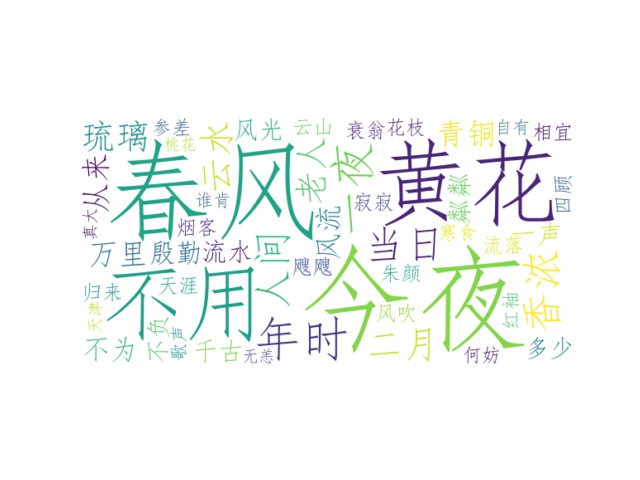 琉璃
参差
桃花
云水
风光
云山
老人
一夜
衰翁
花枝
青铜
自有
相宜
从来
真大
春风
谁肯
烟客
黄花
寂寂
粼粼
四顾
万里
殷勤
流水
人间
风流
飕飕
当日
寒食
流落
一声
归来
天涯
朱颜
不用
今夜
香浓
天津
风吹
红袖
不为
不负
歌声
千古
无恙
年时
二月
何妨
多少